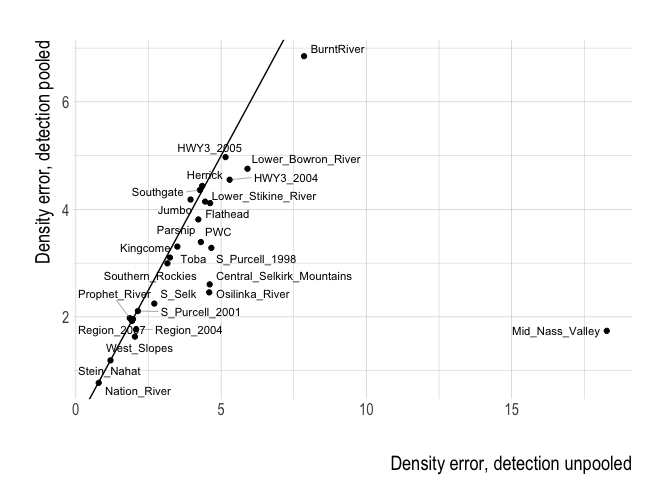 Density error, detection pooled
6
4
2
BurntRiver
HWY3_2005
Lower_Bowron_River
Herrick
HWY3_2004
Southgate
Lower_Stikine_River
Jumbo
Flathead
Parship
PWC
Kingcome
Toba
S_Purcell_1998
Southern_Rockies
Central_Selkirk_Mountains
Prophet_River
S_Selk
Osilinka_River
S_Purcell_2001
Region_2007
Region_2004
Mid_Nass_Valley
West_Slopes
Stein_Nahat
Nation_River
0
5
10
15
Density error, detection unpooled